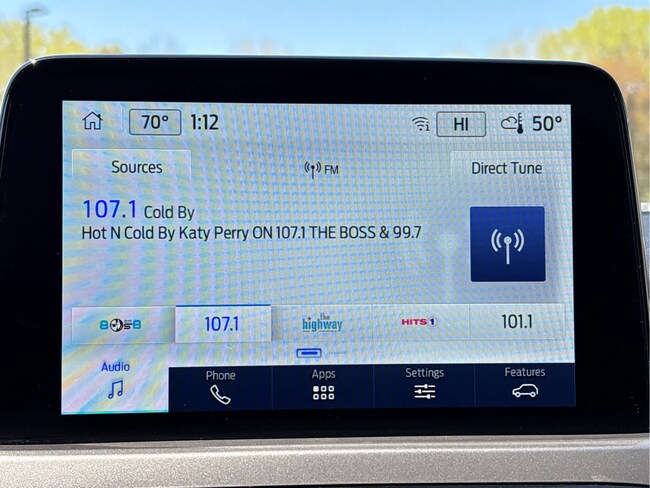 70° 1:12 HI 50°
Sources FM Direct Tune
107.1 Cold By
Hot N Cold By Katy Perry ON 107.1 THE BOSS & 99.7
107.1 the highway HITS 1 101.1
Audio Phone Apps Settings Features